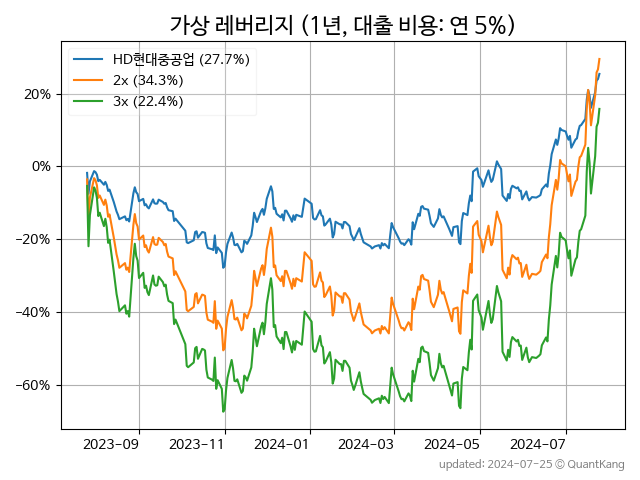 가상 레버리지 (1년, 대출 비용: 연 5%)
HD현대중공업 (27.7%)
2x (34.3%)
3x (22.4%)
20%
0%
−20%
−40%
−60%
2023-09
2023-11
2024-01
2024-03
2024-05
2024-07
updated: 2024-07-25 © QuantKang